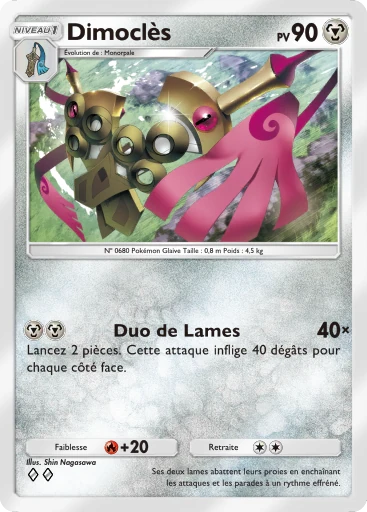 NIVEAU 1
Dimoclès
PV 90
Évolution de : Monorpale
N° 0680 Pokémon Glaive Taille : 0,8 m Poids : 4,5 kg
Duo de Lames 40×
Lancez 2 pièces. Cette attaque inflige 40 dégâts pour
chaque côté face.
Faiblesse +20
Retraite
Illus. Shin Nagasawa
Ses deux lames abattent leurs proies en enchaînant
les attaques et les parades à un rythme effréné.